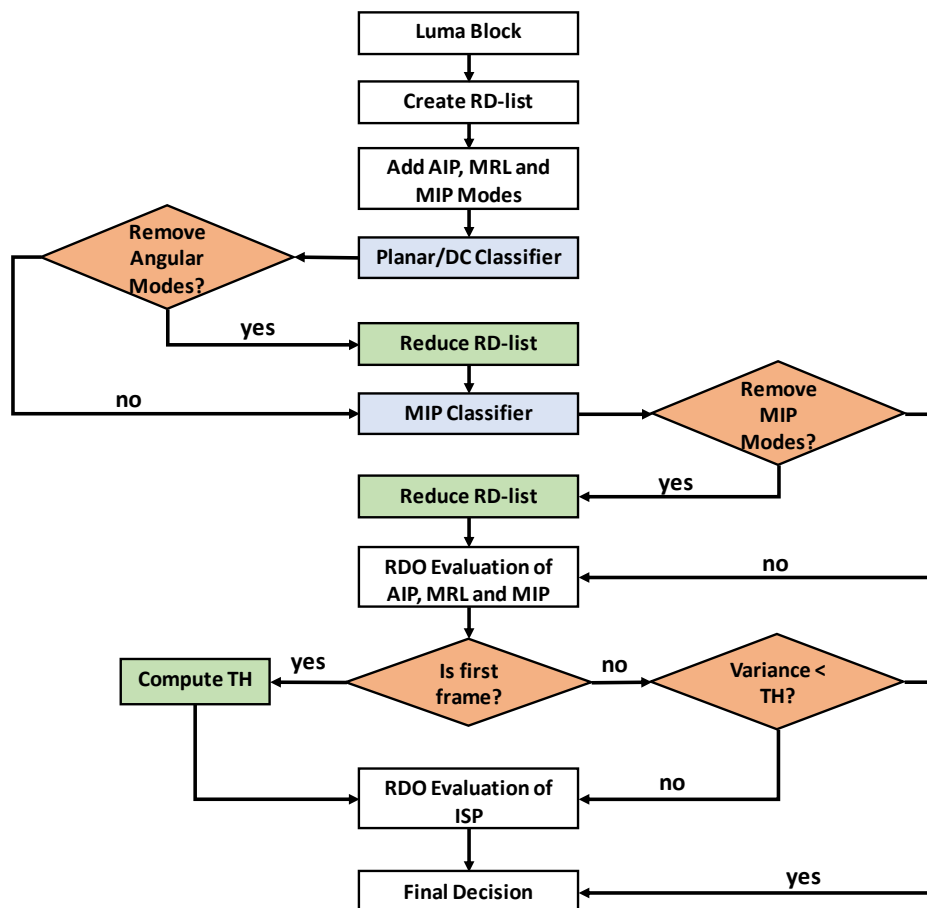 Luma Block
Create RD-list
Add AIP, MRL and
MIP Modes
Remove
Angular
Modes?
Planar/DC Classifier
yes
Reduce RD-list
no
MIP Classifier
Remove
MIP
Modes?
Reduce RD-list
yes
RDO Evaluation of
AIP, MRL and MIP
no
Compute TH
yes
Is first
frame?
no
Variance <
TH?
RDO Evaluation of
ISP
no
Final Decision
yes